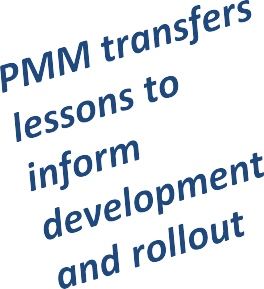 PMM transfers
lessons to
inform
development
and rollout